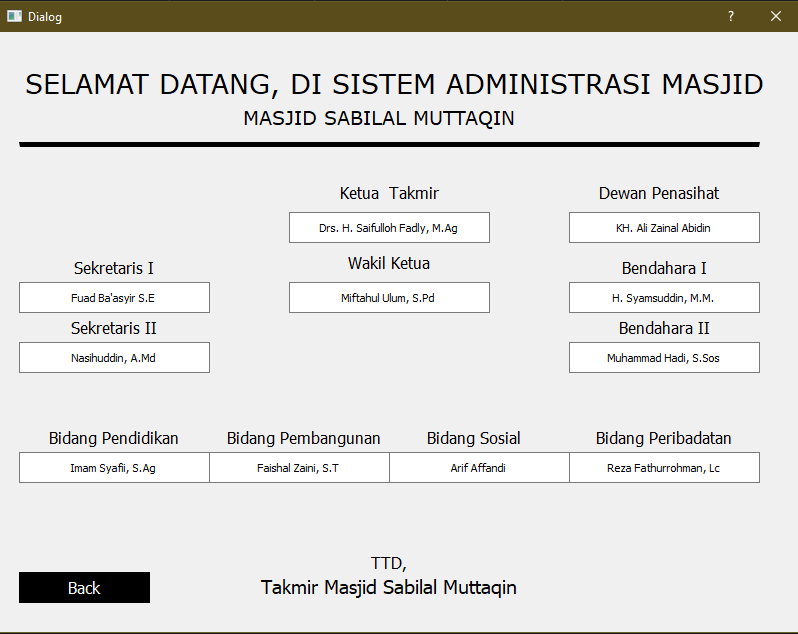 Dialog
SELAMAT DATANG, DI SISTEM ADMINISTRASI MASJID
MASJID SABILAL MUTTAQIN
Ketua  Takmir
Dewan Penasihat
Drs. H. Saifulloh Fadly, M.Ag
KH. Ali Zainal Abidin
Sekretaris I
Wakil Ketua
Bendahara I
Fuad Ba'asyir S.E
Miftahul Ulum, S.Pd
H. Syamsuddin, M.M.
Sekretaris II
Bendahara II
Nasihuddin, A.Md
Muhammad Hadi, S.Sos
Bidang Pendidikan
Bidang Pembangunan
Bidang Sosial
Bidang Peribadatan
Imam Syafii, S.Ag
Faishal Zaini, S.T
Arif Affandi
Reza Fathurrohman, Lc
TTD,
Takmir Masjid Sabilal Muttaqin
Back